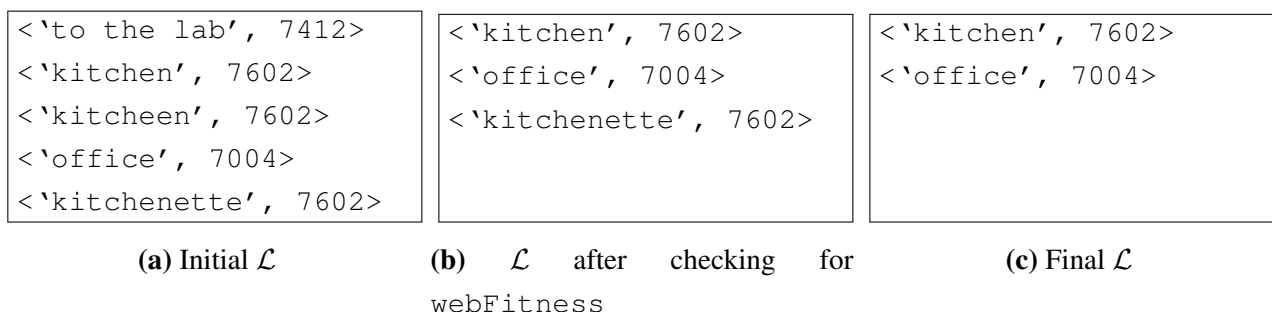 <‘to the lab’, 7412>
<‘kitchen’, 7602>
<‘kitcheen’, 7602>
<‘office’, 7004>
<‘kitchenette’, 7602>
(a) Initial ℒ
<‘kitchen’, 7602>
<‘office’, 7004>
<‘kitchenette’, 7602>
(b) ℒ after checking for
webFitness
<‘kitchen’, 7602>
<‘office’, 7004>
(c) Final ℒ